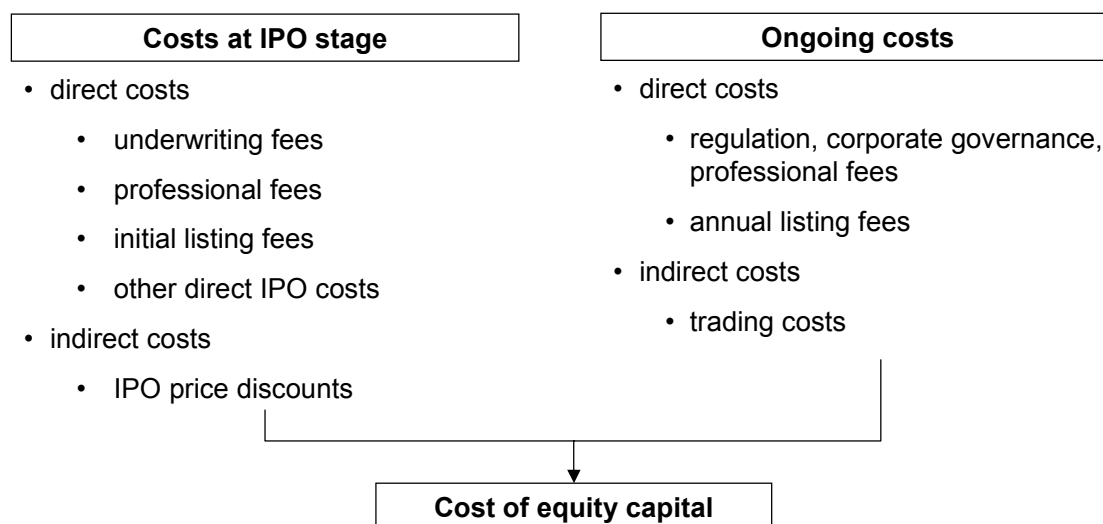 Costs at IPO stage
• direct costs
• underwriting fees
• professional fees
• initial listing fees
• other direct IPO costs
• indirect costs
• IPO price discounts
Ongoing costs
• direct costs
• regulation, corporate governance,
professional fees
• annual listing fees
• indirect costs
• trading costs
Cost of equity capital